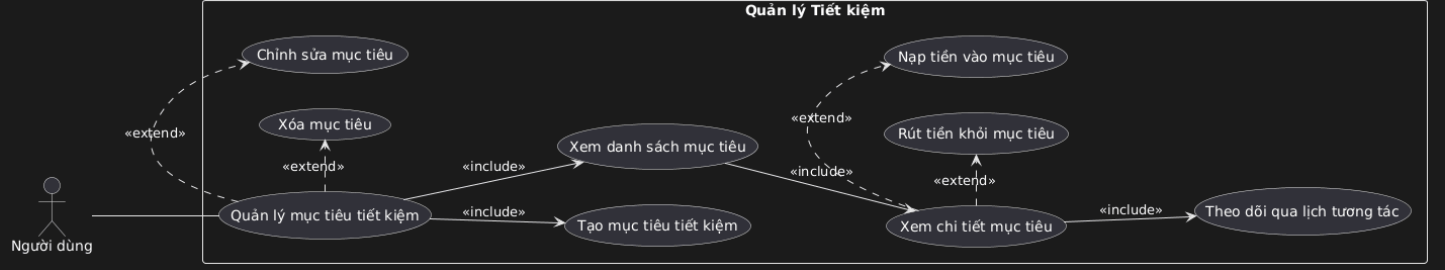 Quản lý Tiết kiệm
Chỉnh sửa mục tiêu
Nạp tiền vào mục tiêu
«extend»
Xóa mục tiêu
«extend»
Rút tiền khỏi mục tiêu
«extend»
Xem danh sách mục tiêu
«include»
«include»
«extend»
Quản lý mục tiêu tiết kiệm
«include»
Tạo mục tiêu tiết kiệm
Xem chi tiết mục tiêu
«include»
Theo dõi qua lịch tương tác
Người dùng